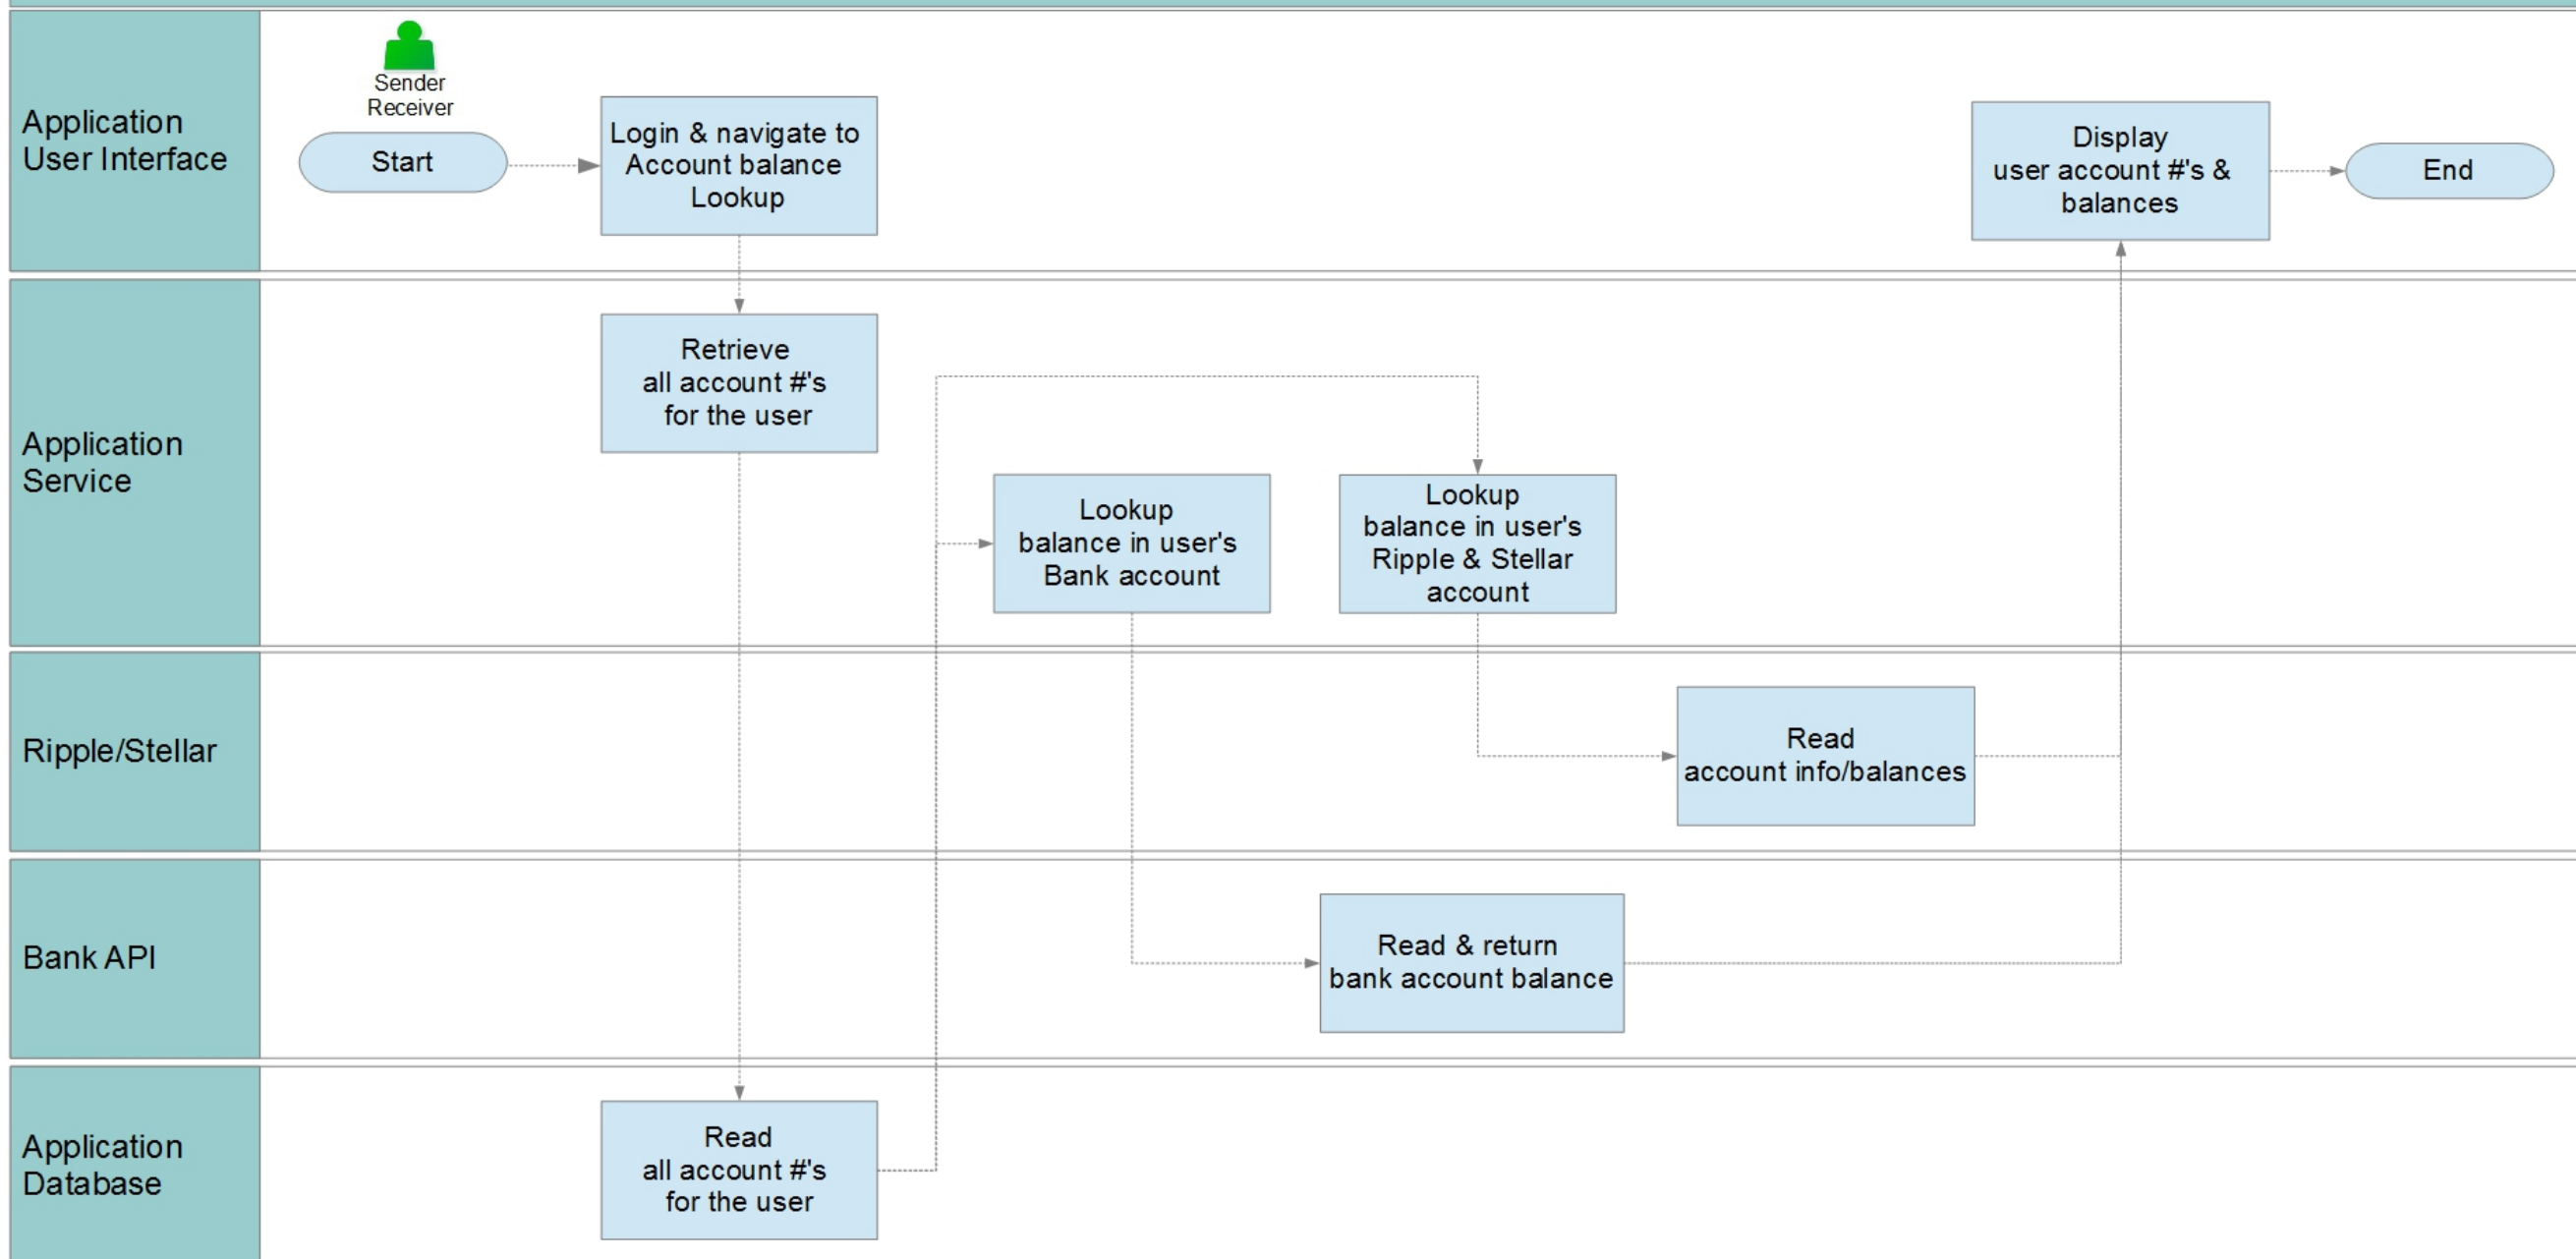 Application
User Interface
Sender
Receiver
Start
Login & navigate to
Account balance
Lookup
Display
user account #'s &
balances
End
Application
Service
Retrieve
all account #'s
for the user
Lookup
balance in user's
Bank account
Lookup
balance in user's
Ripple & Stellar
account
Ripple/Stellar
Read
account info/balances
Bank API
Read & return
bank account balance
Application
Database
Read
all account #'s
for the user